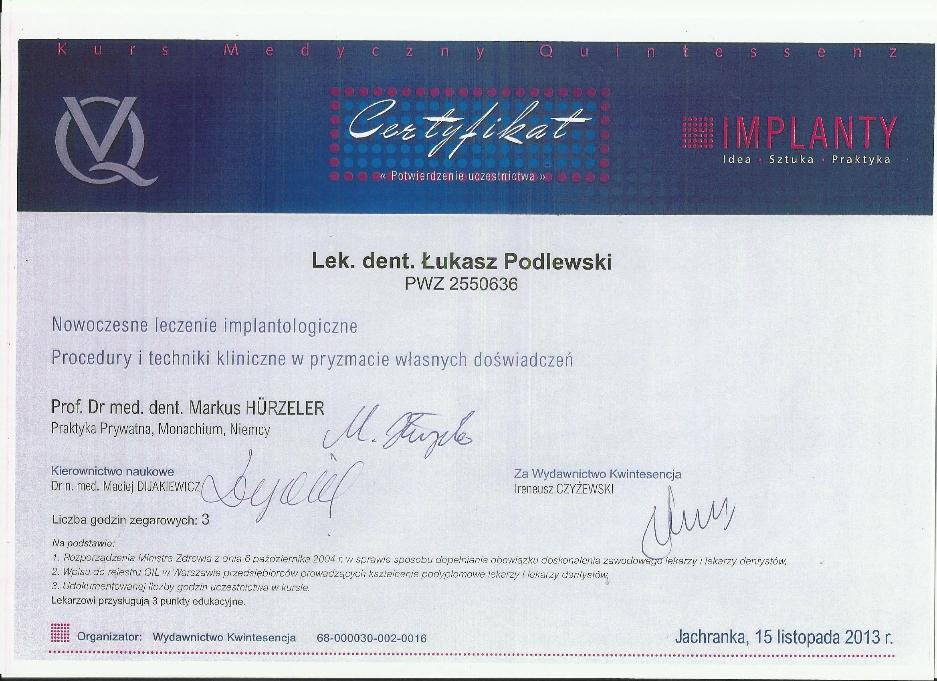 Kurs Medyczny Quintessenz
VQ
Certyfikat
« Potwierdzenie uczestnictwa »
IMPLANTY
Idea · Sztuka · Praktyka
Lek. dent. Łukasz Podlewski
PWZ 2550636
Nowoczesne leczenie implantologiczne
Procedury i techniki kliniczne w pryzmacie własnych doświadczeń
Prof. Dr med. dent. Markus HÜRZELER
Praktyka Prywatna, Monachium, Niemcy
Kierownictwo naukowe
Dr n. med. Maciej DIJAKIEWICZ
Za Wydawnictwo Kwintesencja
Ireneusz CZYŻEWSKI
Liczba godzin zegarowych: 3
Na podstawie:
1. Rozporządzenia Ministra Zdrowia z dnia 6 października 2004 r. w sprawie sposobu dopełniania obowiązku doskonalenia zawodowego lekarzy i lekarzy dentystów,
2. Wpisu do rejestru OIL w Warszawie przedsiębiorców prowadzących kształcenie podyplomowe lekarzy i lekarzy dentystów,
3. Udokumentowanej liczby godzin uczestnictwa w kursie.
Lekarzowi przysługują 3 punkty edukacyjne.
Organizator: Wydawnictwo Kwintesencja 68-000030-002-0016
Jachranka, 15 listopada 2013 r.